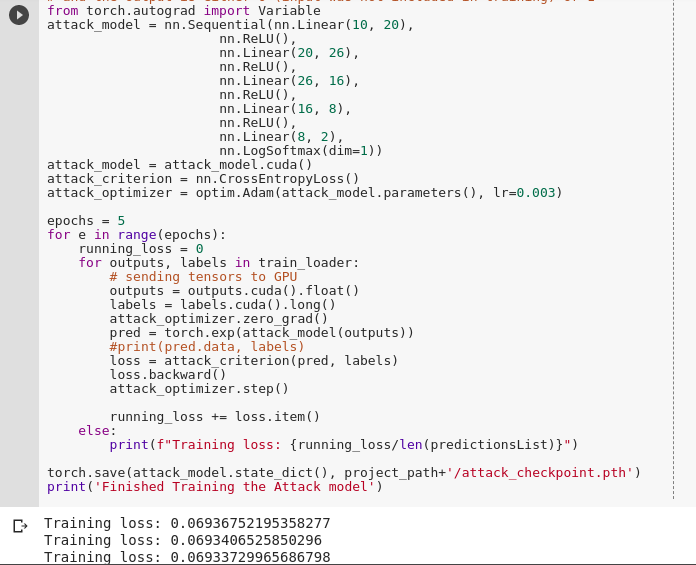 from torch.autograd import Variable
attack_model = nn.Sequential(nn.Linear(10, 20),
                      nn.ReLU(),
                      nn.Linear(20, 26),
                      nn.ReLU(),
                      nn.Linear(26, 16),
                      nn.ReLU(),
                      nn.Linear(16, 8),
                      nn.ReLU(),
                      nn.Linear(8, 2),
                      nn.LogSoftmax(dim=1))
attack_model = attack_model.cuda()
attack_criterion = nn.CrossEntropyLoss()
attack_optimizer = optim.Adam(attack_model.parameters(), lr=0.003)

epochs = 5
for e in range(epochs):
    running_loss = 0
    for outputs, labels in train_loader:
        # sending tensors to GPU
        outputs = outputs.cuda().float()
        labels = labels.cuda().long()
        attack_optimizer.zero_grad()
        pred = torch.exp(attack_model(outputs))
        #print(pred.data, labels)
        loss = attack_criterion(pred, labels)
        loss.backward()
        attack_optimizer.step()

        running_loss += loss.item()
    else:
        print(f"Training loss: {running_loss/len(predictionsList)}")

torch.save(attack_model.state_dict(), project_path+'/attack_checkpoint.pth')
print('Finished Training the Attack model')
Training loss: 0.06936752195358277
Training loss: 0.0693406525850296
Training loss: 0.06933729965686798